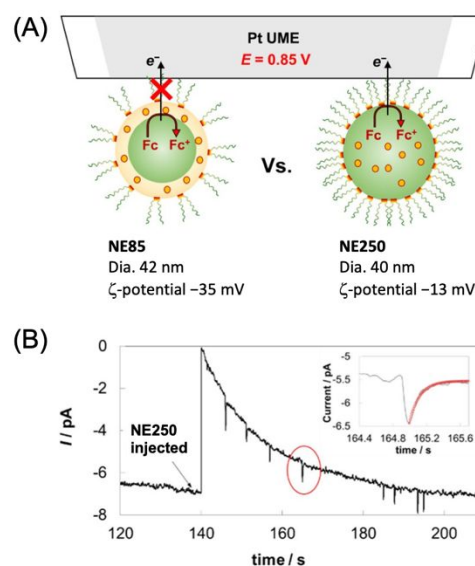 (A)
Pt UME
E = 0.85 V
e⁻
e⁻
Fc Fc⁺
Fc Fc⁺
Vs.
NE85
Dia. 42 nm
ζ-potential –35 mV
NE250
Dia. 40 nm
ζ-potential –13 mV
(B)
I / pA
0
-2
-4
-6
-8
NE250
injected
120 140 160 180 200
time / s
Current / pA
-5
-5.5
-6
-6.5
164.4 164.8 165.2 165.6
time / s